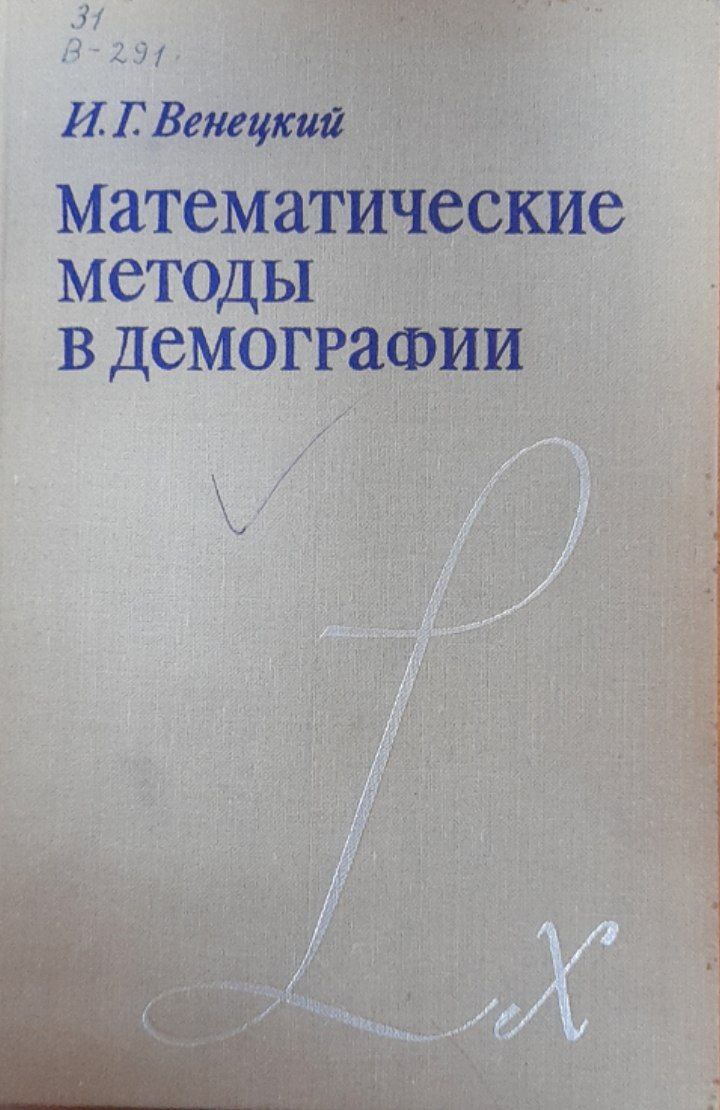 31
В-291.
И. Г. Венецкий
Математические
методы
в демографии
Lx